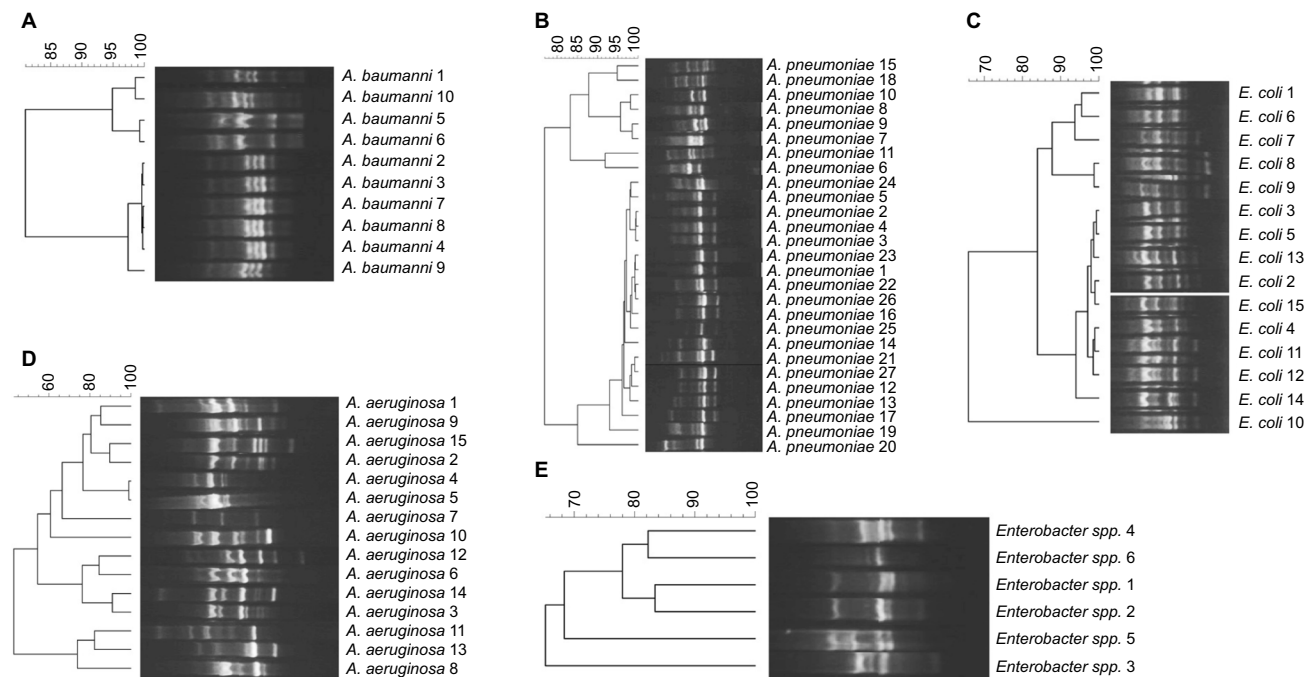 A
85
90
95
100
A. baumanni 1
A. baumanni 10
A. baumanni 5
A. baumanni 6
A. baumanni 2
A. baumanni 3
A. baumanni 7
A. baumanni 8
A. baumanni 4
A. baumanni 9
B
80
85
90
95
100
A. pneumoniae 15
A. pneumoniae 18
A. pneumoniae 10
A. pneumoniae 8
A. pneumoniae 9
A. pneumoniae 7
A. pneumoniae 11
A. pneumoniae 6
A. pneumoniae 24
A. pneumoniae 5
A. pneumoniae 2
A. pneumoniae 4
A. pneumoniae 3
A. pneumoniae 23
A. pneumoniae 1
A. pneumoniae 22
A. pneumoniae 26
A. pneumoniae 16
A. pneumoniae 25
A. pneumoniae 14
A. pneumoniae 21
A. pneumoniae 27
A. pneumoniae 12
A. pneumoniae 13
A. pneumoniae 17
A. pneumoniae 19
A. pneumoniae 20
C
70
80
90
100
E. coli 1
E. coli 6
E. coli 7
E. coli 8
E. coli 9
E. coli 3
E. coli 5
E. coli 13
E. coli 2
E. coli 15
E. coli 4
E. coli 11
E. coli 12
E. coli 14
E. coli 10
D
60
80
100
A. aeruginosa 1
A. aeruginosa 9
A. aeruginosa 15
A. aeruginosa 2
A. aeruginosa 4
A. aeruginosa 5
A. aeruginosa 7
A. aeruginosa 10
A. aeruginosa 12
A. aeruginosa 6
A. aeruginosa 14
A. aeruginosa 3
A. aeruginosa 11
A. aeruginosa 13
A. aeruginosa 8
E
70
80
90
100
Enterobacter spp. 4
Enterobacter spp. 6
Enterobacter spp. 1
Enterobacter spp. 2
Enterobacter spp. 5
Enterobacter spp. 3